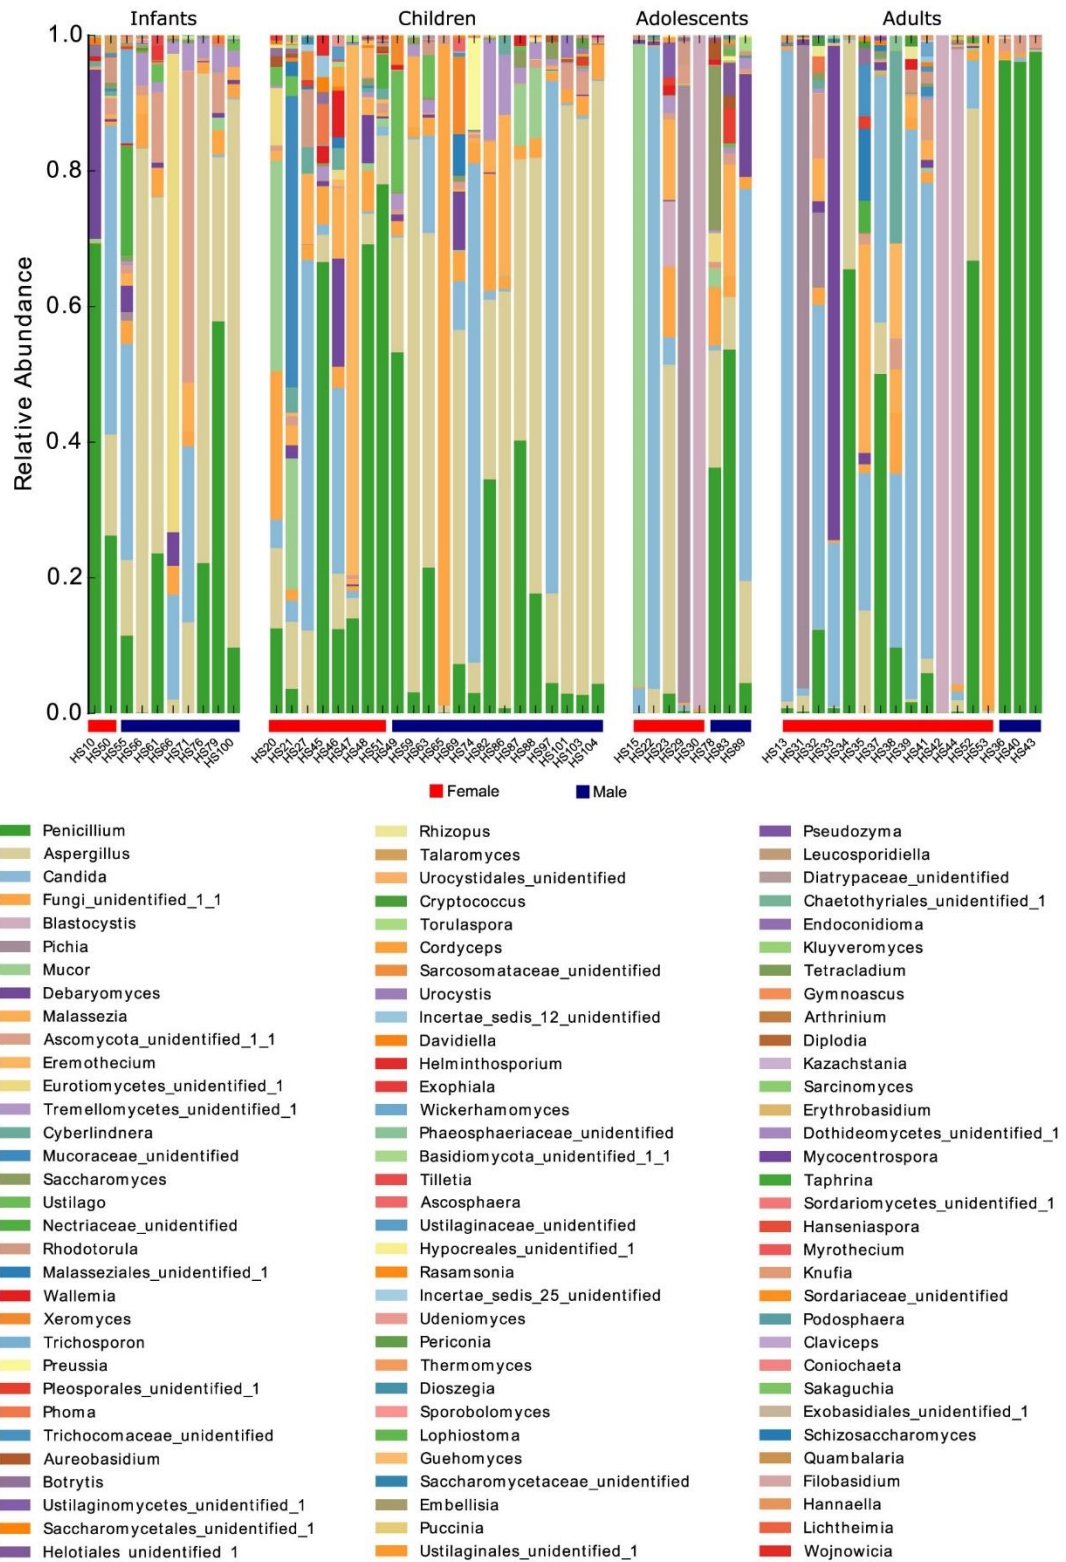 Infants
Children
Adolescents
Adults
Relative Abundance
1.0
0.8
0.6
0.4
0.2
0.0
HS10
HS50
HS55
HS56
HS61
HS66
HS71
HS76
HS79
HS100
HS20
HS21
HS27
HS45
HS46
HS47
HS48
HS51
HS49
HS59
HS63
HS65
HS69
HS74
HS82
HS86
HS87
HS88
HS97
HS101
HS103
HS104
HS15
HS22
HS23
HS29
HS30
HS78
HS83
HS89
HS13
HS31
HS32
HS33
HS34
HS35
HS37
HS38
HS39
HS41
HS42
HS44
HS52
HS53
HS36
HS40
HS43
Female
Male
Penicillium
Aspergillus
Candida
Fungi_unidentified_1_1
Blastocystis
Pichia
Mucor
Debaryomyces
Malassezia
Ascomycota_unidentified_1_1
Eremothecium
Eurotiomycetes_unidentified_1
Tremellomycetes_unidentified_1
Cyberlindnera
Mucoraceae_unidentified
Saccharomyces
Ustilago
Nectriaceae_unidentified
Rhodotorula
Malasseziales_unidentified_1
Wallemia
Xeromyces
Trichosporon
Preussia
Pleosporales_unidentified_1
Phoma
Trichocomaceae_unidentified
Aureobasidium
Botrytis
Ustilaginomycetes_unidentified_1
Saccharomycetales_unidentified_1
Helotiales_unidentified_1
Rhizopus
Talaromyces
Urocystidales_unidentified
Cryptococcus
Torulaspora
Cordyceps
Sarcosomataceae_unidentified
Urocystis
Incertae_sedis_12_unidentified
Davidiella
Helminthosporium
Exophiala
Wickerhamomyces
Phaeosphaeriaceae_unidentified
Basidiomycota_unidentified_1_1
Tilletia
Ascosphaera
Ustilaginaceae_unidentified
Hypocreales_unidentified_1
Rasamsonia
Incertae_sedis_25_unidentified
Udeniomyces
Periconia
Thermomyces
Dioszegia
Sporobolomyces
Lophiostoma
Guehomyces
Saccharomycetaceae_unidentified
Embellisia
Puccinia
Ustilaginales_unidentified_1
Pseudozyma
Leucosporidiella
Diatrypaceae_unidentified
Chaetothyriales_unidentified_1
Endoconidioma
Kluyveromyces
Tetracladium
Gymnoascus
Arthrinium
Diplodia
Kazachstania
Sarcinomyces
Erythrobasidium
Dothideomycetes_unidentified_1
Mycocentrospora
Taphrina
Sordariomycetes_unidentified_1
Hanseniaspora
Myrothecium
Knufia
Sordariaceae_unidentified
Podosphaera
Claviceps
Coniochaeta
Sakaguchia
Exobasidiales_unidentified_1
Schizosaccharomyces
Quambalaria
Filobasidium
Hannaella
Lichtheimia
Wojnowicia